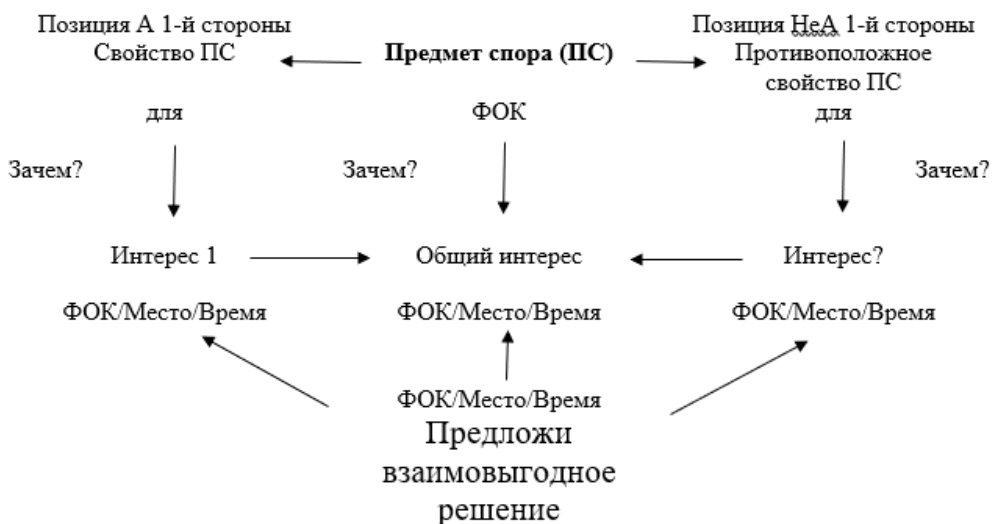 Позиция А 1-й стороны
Свойство ПС
Предмет спора (ПС)
Позиция НеА 1-й стороны
Противоположное
свойство ПС
для
ФОК
для
Зачем?
Зачем?
Зачем?
Интерес 1
Общий интерес
Интерес?
ФОК/Место/Время
ФОК/Место/Время
ФОК/Место/Время
ФОК/Место/Время
Предложи
взаимовыгодное
решение